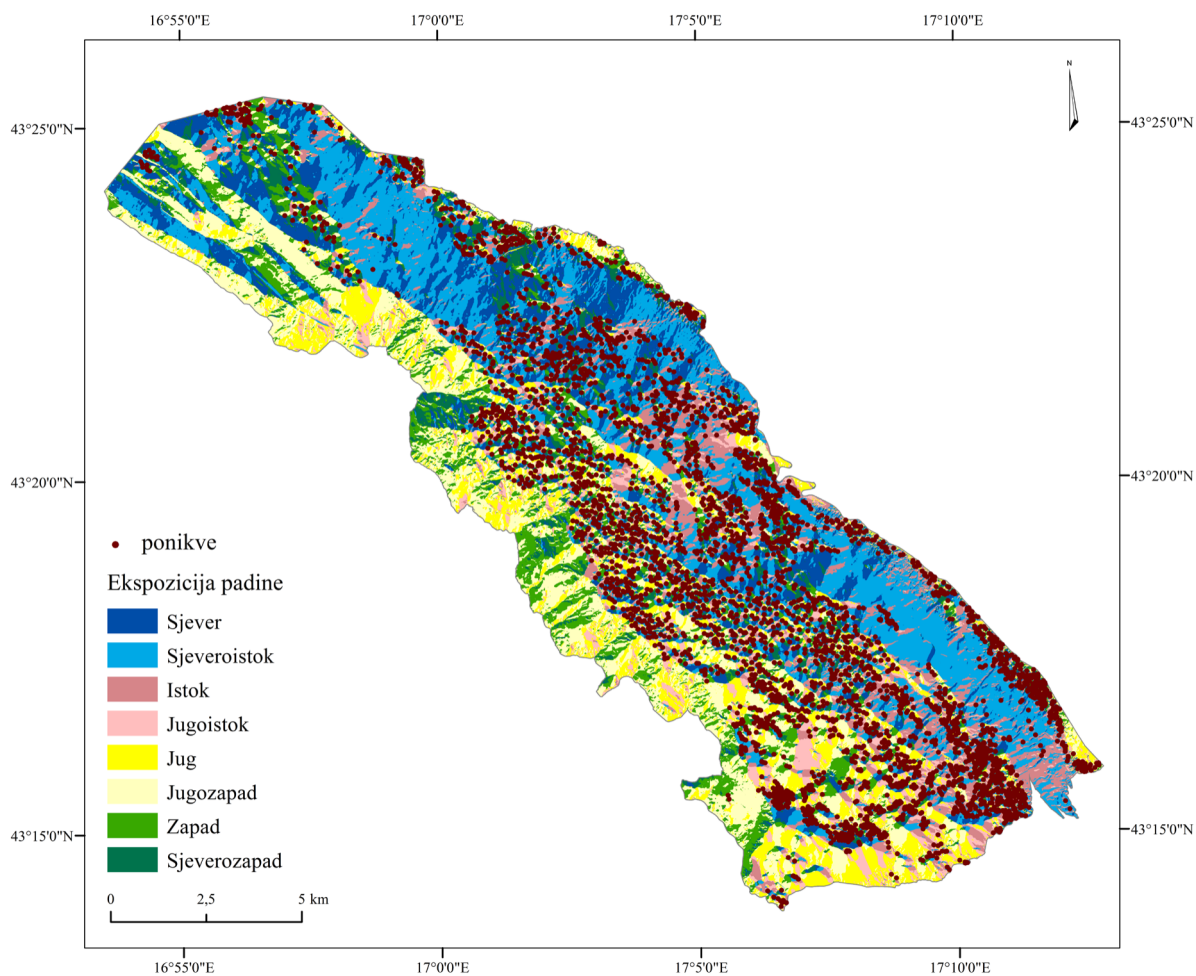 16°55'0"E 17°00'0"E 17°5'0"E 17°10'0"E
N
43°25'0"N 43°25'0"N
43°20'0"N 43°20'0"N
ponikve
Ekspozicija padine
Sjever
Sjeveroistok
Istok
Jugoistok
Jug
Jugozapad
Zapad
43°15'0"N 43°15'0"N
Sjeverozapad
0 2,5 5 km
16°55'0"E 17°00'0"E 17°5'0"E 17°10'0"E